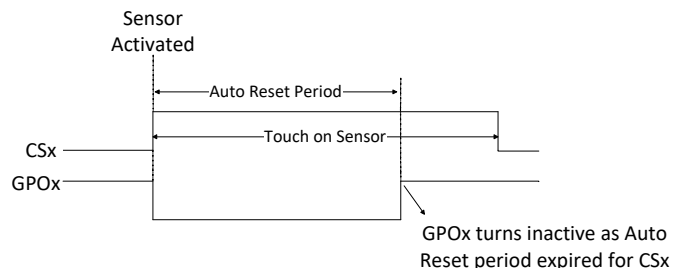 Sensor
Activated
Auto Reset Period
Touch on Sensor
CSx
GPOx
GPOx turns inactive as Auto
Reset period expired for CSx